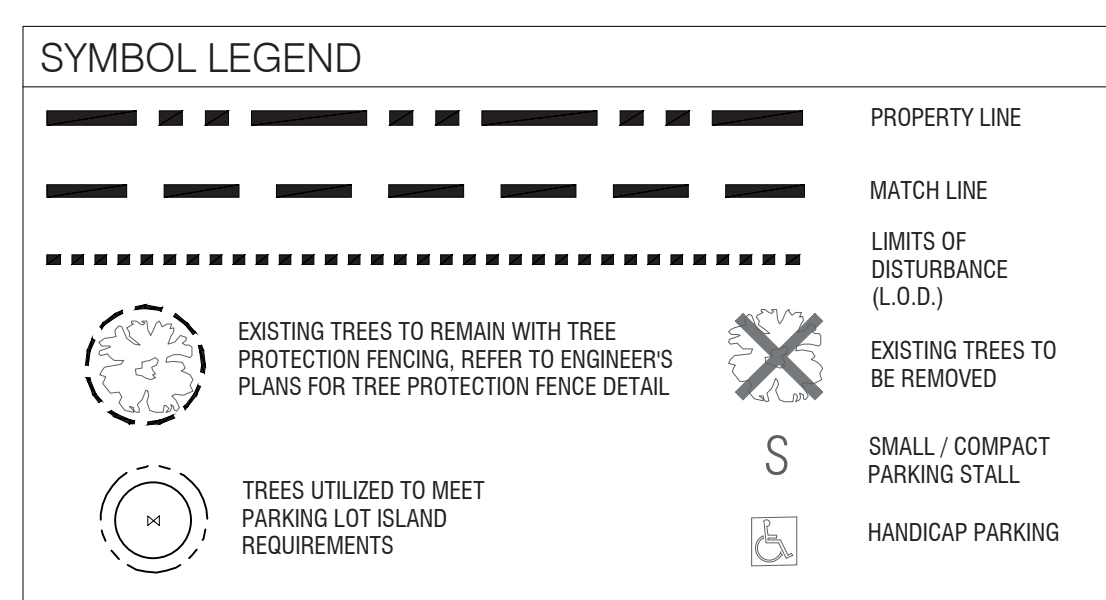 SYMBOL LEGEND
PROPERTY LINE
MATCH LINE
LIMITS OF
DISTURBANCE
(L.O.D.)
EXISTING TREES TO REMAIN WITH TREE
PROTECTION FENCING, REFER TO ENGINEER'S
PLANS FOR TREE PROTECTION FENCE DETAIL
EXISTING TREES TO
BE REMOVED
S
SMALL / COMPACT
PARKING STALL
TREES UTILIZED TO MEET
PARKING LOT ISLAND
REQUIREMENTS
HANDICAP PARKING